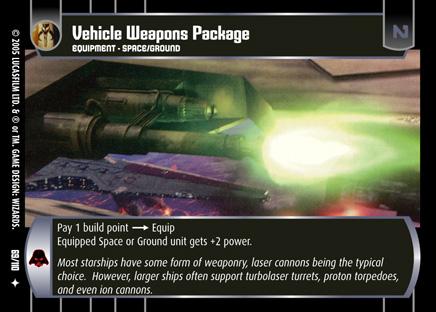 Vehicle Weapons Package
EQUIPMENT · SPACE/GROUND
N
© 2005 LUCASFILM LTD. & ® or TM. GAME DESIGN: WIZARDS.
69/110
Pay 1 build point → Equip
Equipped Space or Ground unit gets +2 power.
Most starships have some form of weaponry, laser cannons being the typical
choice. However, larger ships often support turbolaser turrets, proton torpedoes,
and even ion cannons.